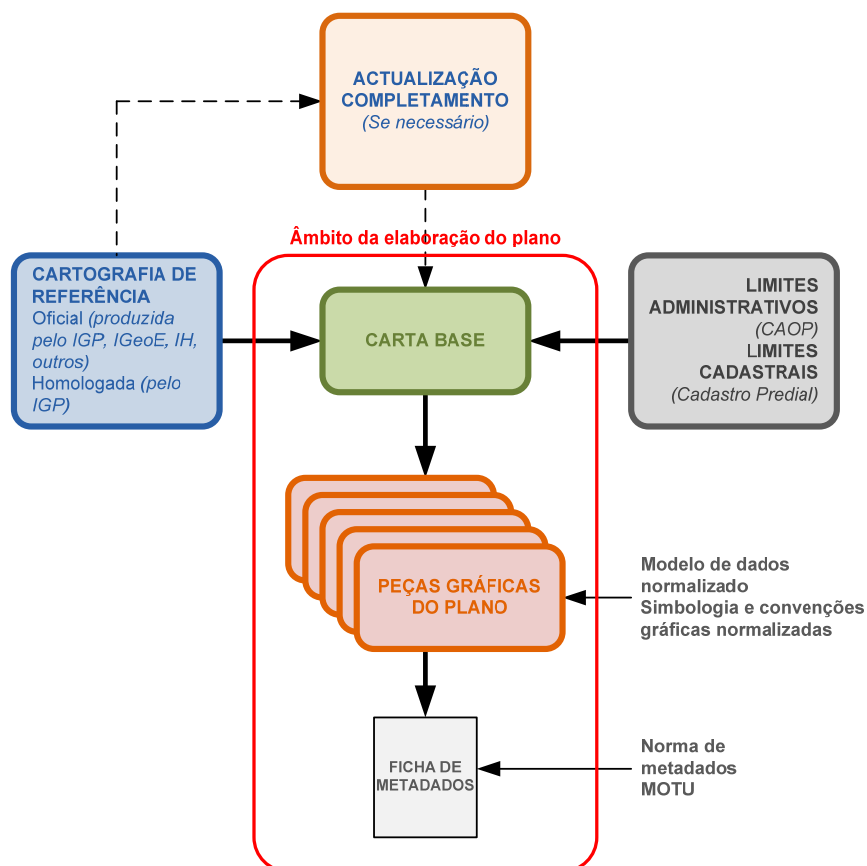 ACTUALIZAÇÃO
COMPLETAMENTO
(Se necessário)
Âmbito da elaboração do plano
CARTOGRAFIA DE
REFERÊNCIA
Oficial (produzida
pelo IGP, IGeoE, IH,
outros)
Homologada (pelo
IGP)
CARTA BASE
LIMITES
ADMINISTRATIVOS
(CAOP)
LIMITES
CADASTRAIS
(Cadastro Predial)
PEÇAS GRÁFICAS
DO PLANO
Modelo de dados
normalizado
Simbologia e convenções
gráficas normalizadas
FICHA DE
METADADOS
Norma de
metadados
MOTU